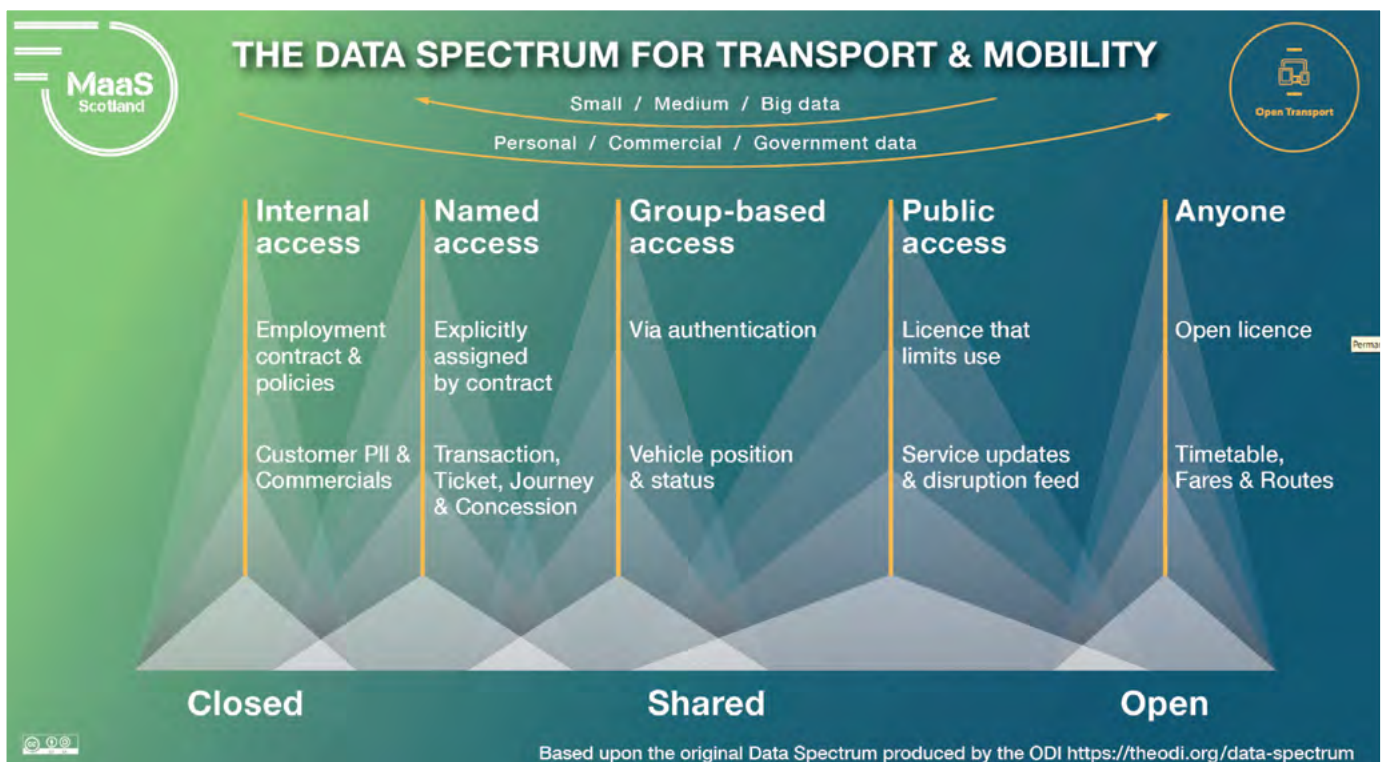 MaaS
Scotland
THE DATA SPECTRUM FOR TRANSPORT & MOBILITY
Small / Medium / Big data
Personal / Commercial / Government data
Open Transport
Internal
access
Employment
contract &
policies
Customer PII &
Commercials
Named
access
Explicitly
assigned
by contract
Transaction,
Ticket, Journey
& Concession
Group-based
access
Via authentication
Vehicle position
& status
Public
access
Licence that
limits use
Service updates
& disruption feed
Anyone
Open licence
Timetable,
Fares & Routes
Perma
Closed
Shared
Open
Based upon the original Data Spectrum produced by the ODI https://theodi.org/data-spectrum